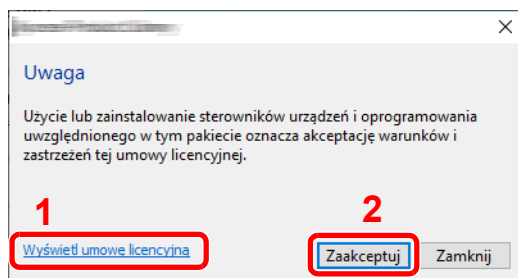 Uwaga
Użycie lub zainstalowanie sterowników urządzeń i oprogramowania
uwzględnionego w tym pakiecie oznacza akceptację warunków i
zastrzeżeń tej umowy licencyjnej.
1
2
Wyświetl umowę licencyjną
Zaakceptuj
Zamknij